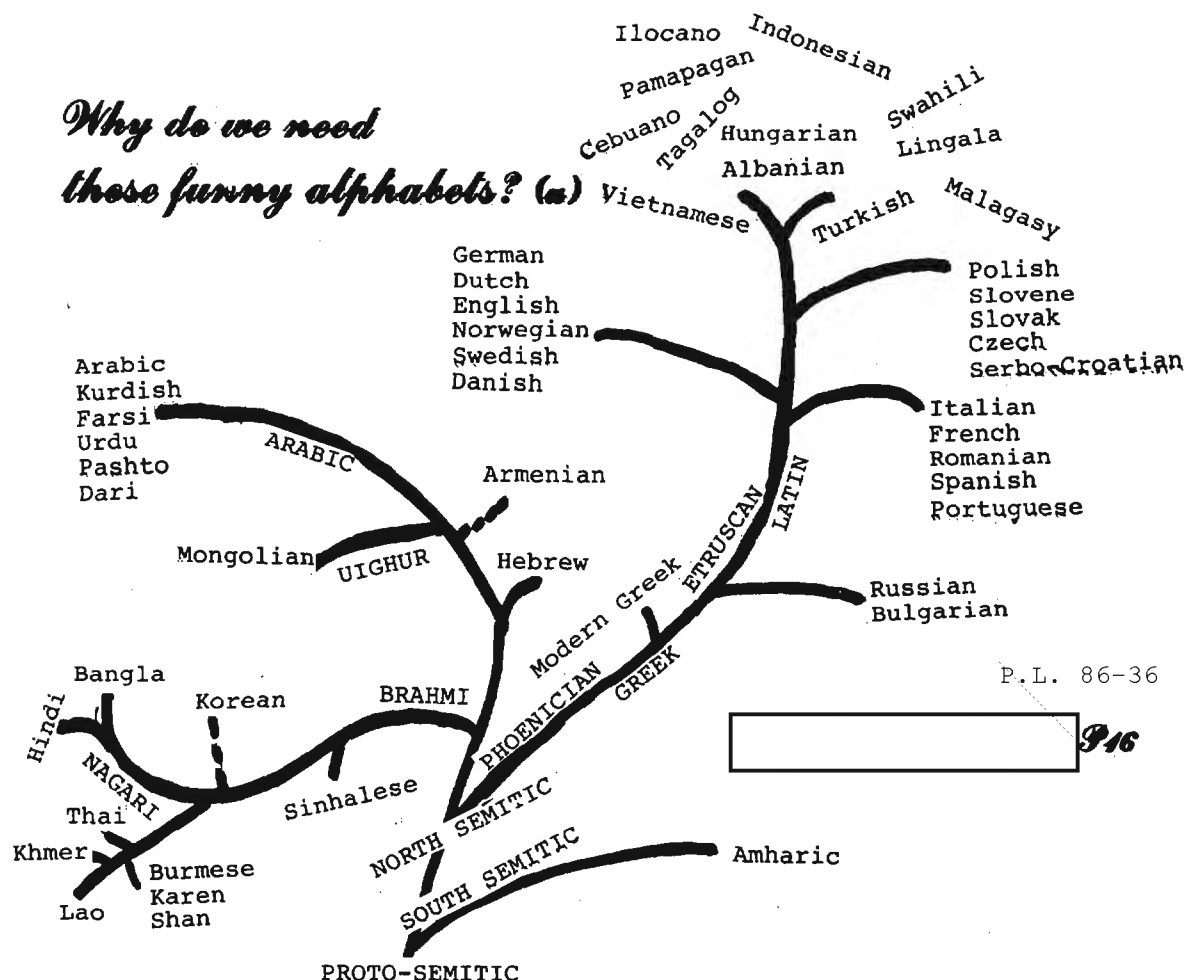 Why do we need
these funny alphabets? (u)
Ilocano
Indonesian
Pamapagan
Swahili
Cebuano
Tagalog
Hungarian
Albanian
Lingala
Vietnamese
Turkish
Malagasy
German
Dutch
English
Norwegian
Swedish
Danish
Polish
Slovene
Slovak
Czech
Serbo-Croatian
Arabic
Kurdish
Farsi
Urdu
Pashto
Dari
ARABIC
Italian
French
Romanian
Spanish
Portuguese
Armenian
LATIN
ETRUSCAN
Mongolian
UIGHUR
Hebrew
Modern Greek
Russian
Bulgarian
Bangla
Hindi
Korean
BRAHMI
PHOENICIAN
GREEK
P.L. 86-36
P16
NAGARI
Sinhalese
Thai
Khmer
Lao
Burmese
Karen
Shan
NORTH SEMITIC
SOUTH SEMITIC
Amharic
PROTO-SEMITIC